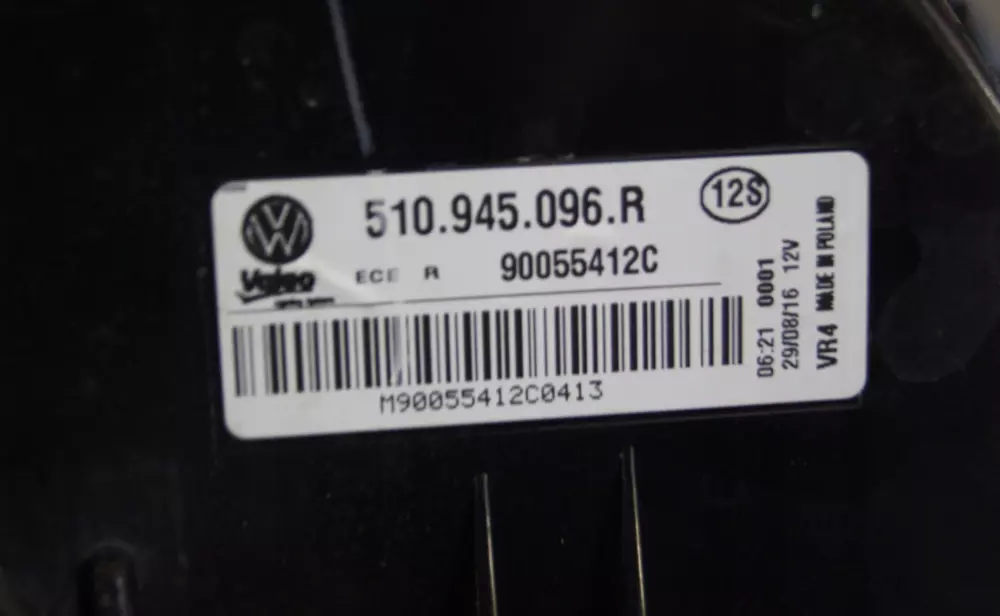 510.945.096.R
12S
Valeo
ECE R 90055412C
M90055412C0413
06:21 0001
29/08/16 12V
VR4 MADE IN POLAND